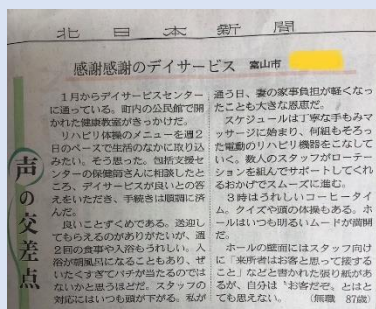 北日本新聞
感謝感謝のデイサービス 富山市
声の交差点
1月からデイサービスセンター
に通っている。町内の公民館で開
かれた健康教室がきっかけだ。
リハビリ体操のメニューを週2
日のペースで生活のなかに取り込
みたい。そう思った。包括支援セ
ンターの保健師さんに相談したと
ころ、デイサービスが良いとの答
えをいただき、手続きは順調に済
んだ。
良いことずくめである。送迎し
てもらえるのがありがたいが、週
2回の食事や入浴もうれしい。入
浴が朝風呂になることもあり、ぜ
いたくすぎてバチが当たるのでは
ないかと思うほどだ。スタッフの
対応にはいつも頭が下がる。私が
通う日、妻の家事負担が軽くなっ
たことも大きな恩恵だ。
スケジュールは丁寧な手もみマ
ッサージに始まり、何組もそろっ
た電動のリハビリ機器をこなして
いく。数人のスタッフがローテー
ションを組んでサポートしてくれ
るおかげでスムーズに進む。
3時はうれしいコーヒータイ
ム。クイズや頭の体操もある。ホ
ールはいつも明るいムードが満開
だ。
ホールの壁面にはスタッフ向け
に「来所者はお客と思って接する
こと」などと書かれた張り紙があ
るが、自分は〝お客だぞ〟とはと
ても思えない。（無職 87歳）